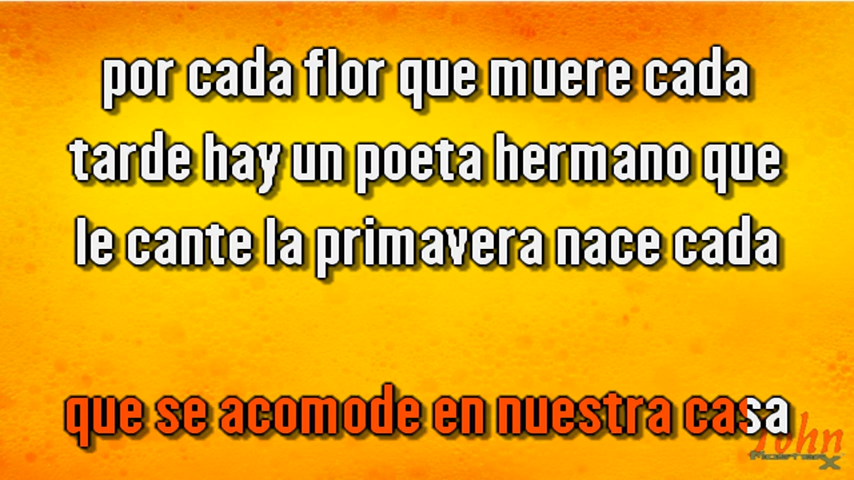 por cada flor que muere cada
tarde hay un poeta hermano que
le cante la primavera nace cada
que se acomode en nuestra casa
John